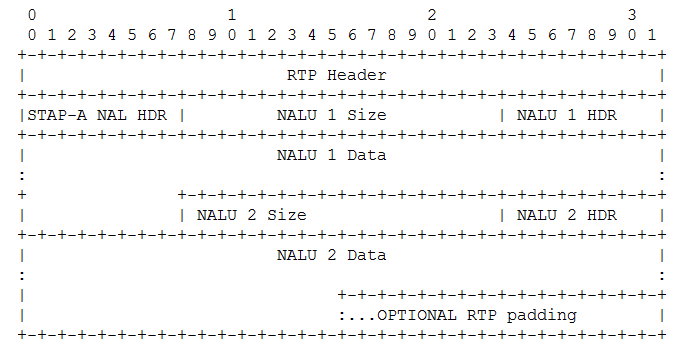 0                   1                   2                   3
 0 1 2 3 4 5 6 7 8 9 0 1 2 3 4 5 6 7 8 9 0 1 2 3 4 5 6 7 8 9 0 1
+-+-+-+-+-+-+-+-+-+-+-+-+-+-+-+-+-+-+-+-+-+-+-+-+-+-+-+-+-+-+-+-+
|                          RTP Header                           |
+-+-+-+-+-+-+-+-+-+-+-+-+-+-+-+-+-+-+-+-+-+-+-+-+-+-+-+-+-+-+-+-+
|STAP-A NAL HDR |         NALU 1 Size           | NALU 1 HDR    |
+-+-+-+-+-+-+-+-+-+-+-+-+-+-+-+-+-+-+-+-+-+-+-+-+-+-+-+-+-+-+-+-+
|                         NALU 1 Data                           |
:                                                               :
+               +-+-+-+-+-+-+-+-+-+-+-+-+-+-+-+-+-+-+-+-+-+-+-+-+
|               | NALU 2 Size                   | NALU 2 HDR    |
+-+-+-+-+-+-+-+-+-+-+-+-+-+-+-+-+-+-+-+-+-+-+-+-+-+-+-+-+-+-+-+-+
|                         NALU 2 Data                           |
:                                                               :
|                               +-+-+-+-+-+-+-+-+-+-+-+-+-+-+-+-+
|                               :...OPTIONAL RTP padding        |
+-+-+-+-+-+-+-+-+-+-+-+-+-+-+-+-+-+-+-+-+-+-+-+-+-+-+-+-+-+-+-+-+